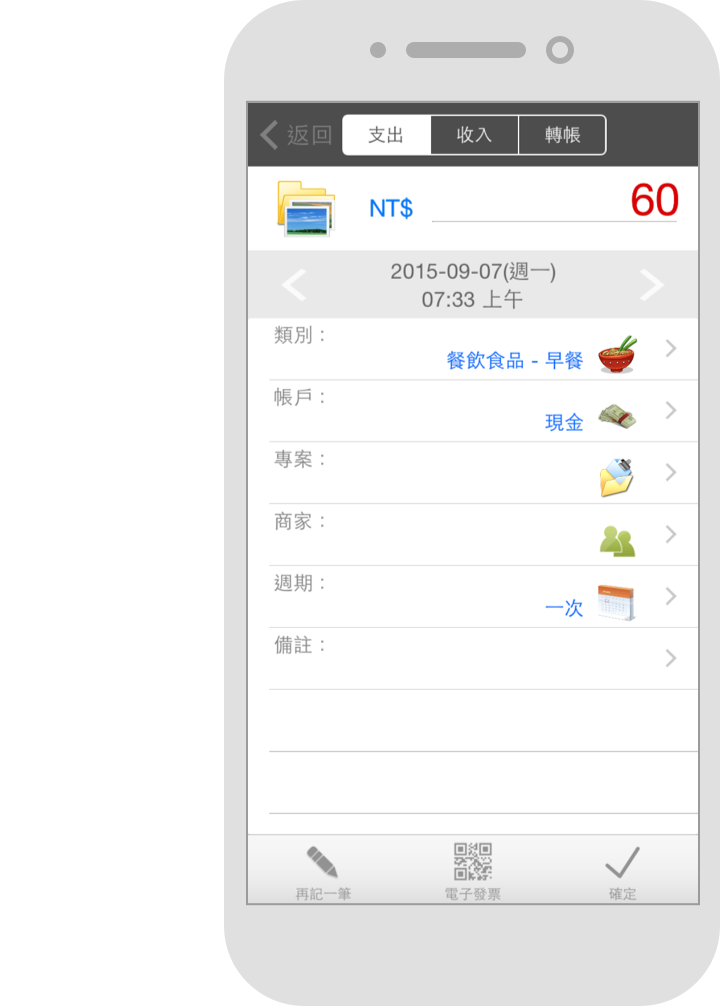 返回 支出 收入 轉帳
NT$ 60
2015-09-07(週一)
07:33 上午
類別：
餐飲食品 - 早餐
帳戶：
現金
專案：
商家：
週期：
一次
備註：
再記一筆 電子發票 確定